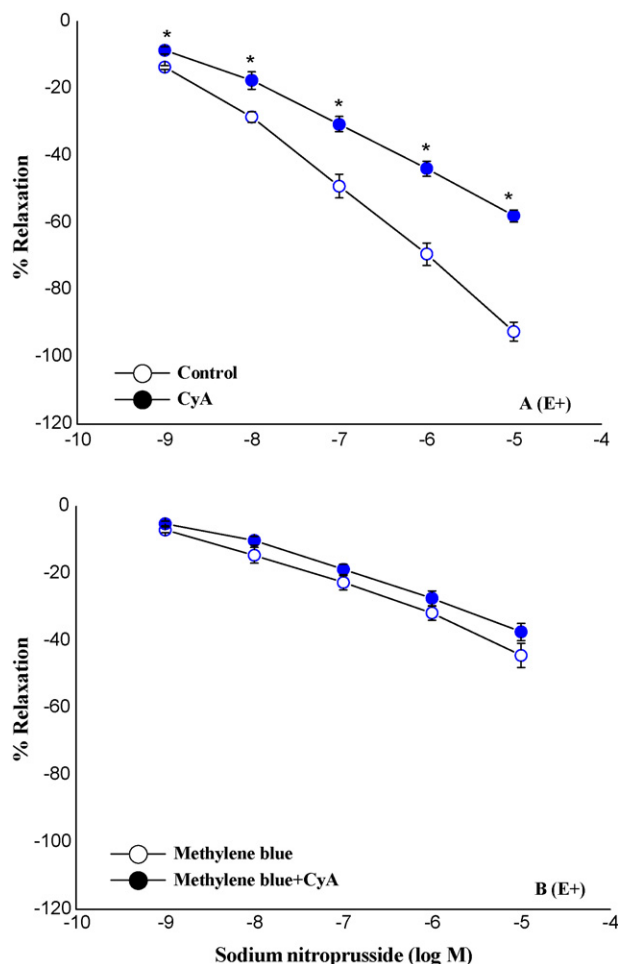 0
-20
-40
-60
-80
-100
-120
% Relaxation
* * * * *
Control
CyA
A (E+)
-10 -9 -8 -7 -6 -5 -4
0
-20
-40
-60
-80
-100
-120
% Relaxation
Methylene blue
Methylene blue+CyA
B (E+)
-10 -9 -8 -7 -6 -5 -4
Sodium nitroprusside (log M)